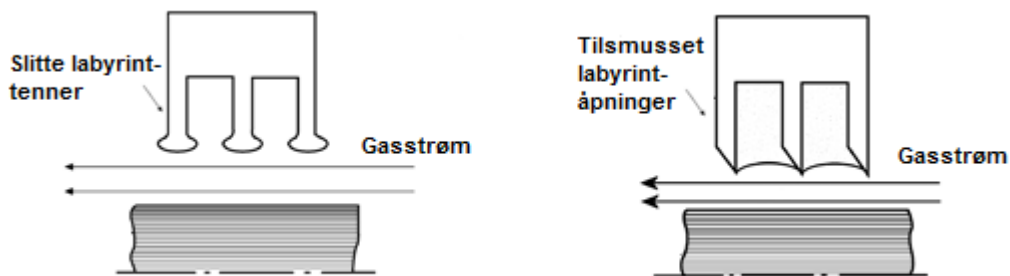 Slitte labyrint-
tenner
Gasstrøm
Tilsmusset
labyrint-
åpninger
Gasstrøm